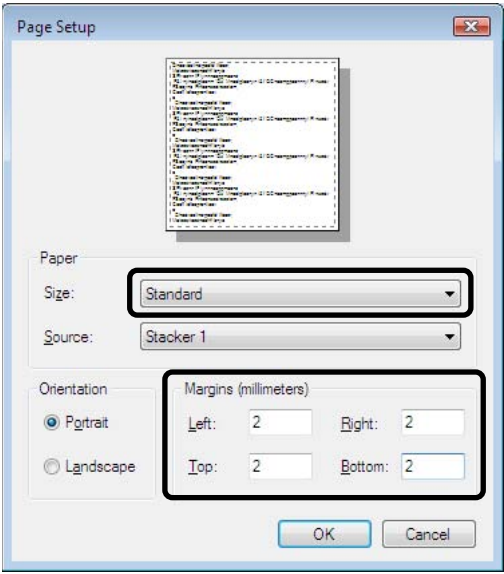 Page Setup
Paper
Size: Standard
Source: Stacker 1
Orientation
Portrait
Landscape
Margins (millimeters)
Left: 2 Right: 2
Top: 2 Bottom: 2
OK Cancel